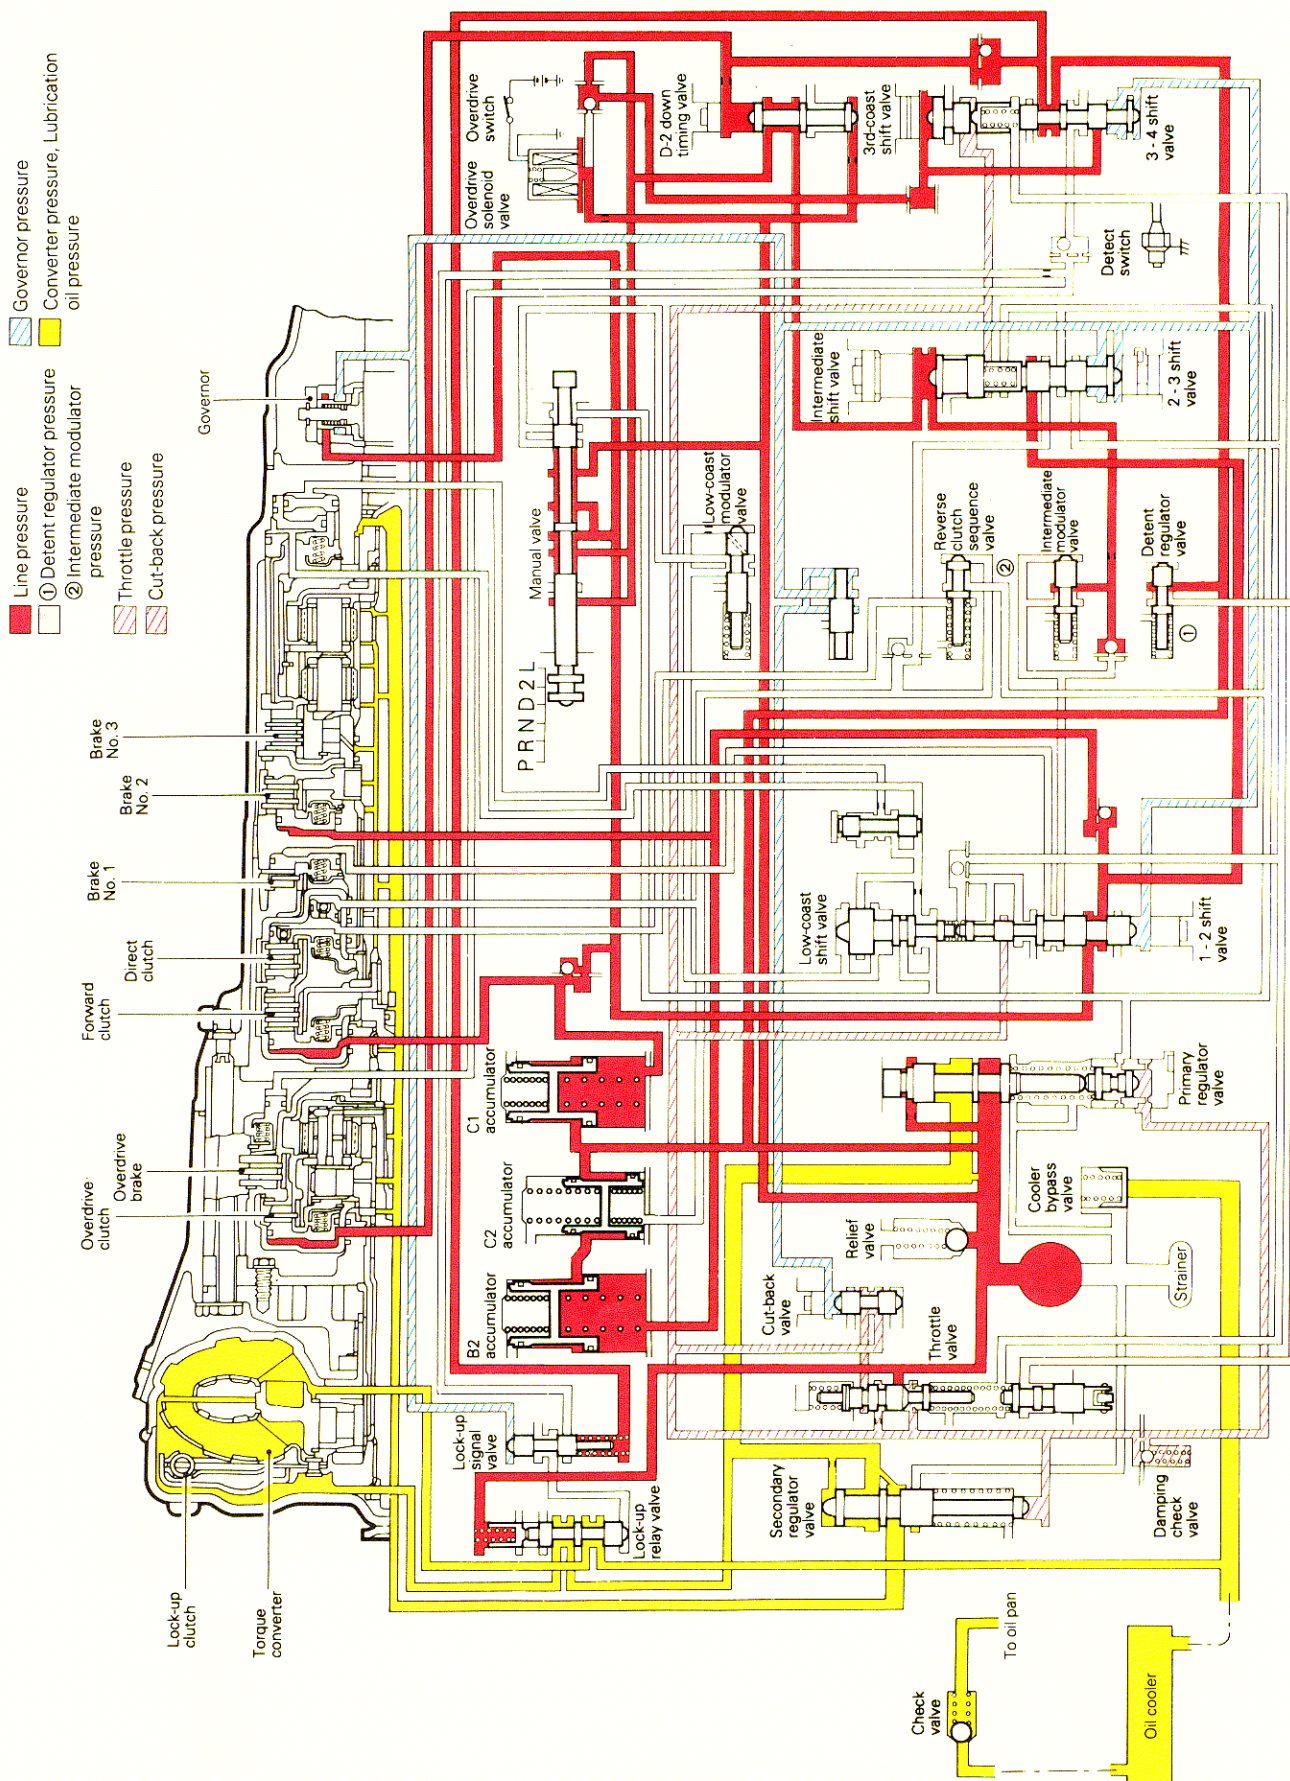 Line pressure
① Detent regulator pressure
② Intermediate modulator
pressure
Throttle pressure
Cut-back pressure
Governor pressure
Converter pressure, Lubrication
oil pressure
Lock-up
clutch
Torque
converter
Overdrive
clutch
Overdrive
brake
Forward
clutch
Direct
clutch
Brake
No. 1
Brake
No. 2
Brake
No. 3
Governor
Lock-up
relay valve
Lock-up
signal
valve
B2
accumulator
C2
accumulator
C1
accumulator
P R N D 2 L
Manual valve
Overdrive
solenoid
valve
Overdrive
switch
D-2 down
timing valve
Low-coast
modulator
valve
Secondary
regulator
valve
Cut-back
valve
Relief
valve
Throttle
valve
Low-coast
shift valve
Reverse
clutch
sequence
valve
②
Intermediate
shift valve
3rd-coast
shift valve
Intermediate
modulator
valve
Detent
regulator
valve
①
Detect
switch
3 - 4 shift
valve
2 - 3 shift
valve
1 - 2 shift
valve
Primary
regulator
valve
Cooler
bypass
valve
Strainer
Damping
check
valve
Check
valve
To oil pan
Oil cooler